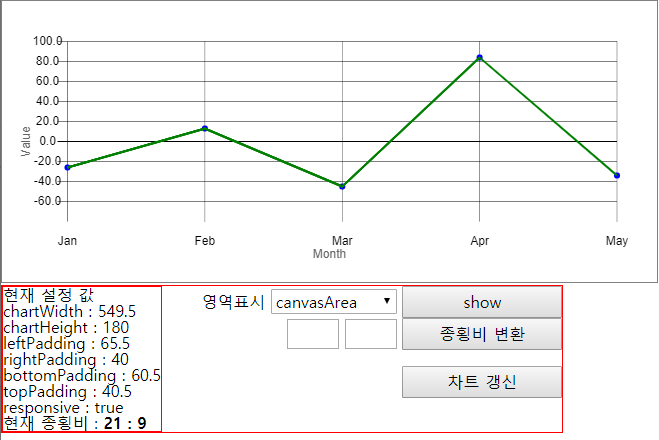 100.0
80.0
60.0
40.0
20.0
0.0
-20.0
-40.0
-60.0
Value
Jan Feb Mar Apr May
Month
현재 설정 값
chartWidth : 549.5
chartHeight : 180
leftPadding : 65.5
rightPadding : 40
bottomPadding : 60.5
topPadding : 40.5
responsive : true
현재 종횡비 : 21 : 9
영역표시 canvasArea show
종횡비 변환
차트 갱신